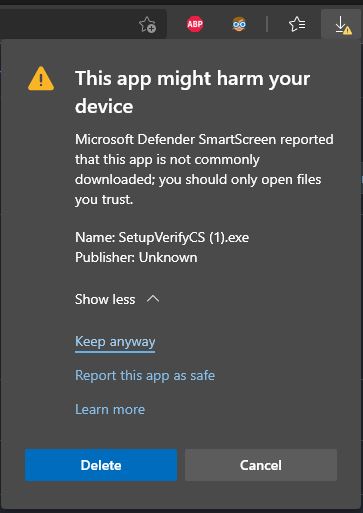 ABP
This app might harm your
device
Microsoft Defender SmartScreen reported
that this app is not commonly
downloaded; you should only open files
you trust.
Name: SetupVerifyCS (1).exe
Publisher: Unknown
Show less
Keep anyway
Report this app as safe
Learn more
Delete
Cancel